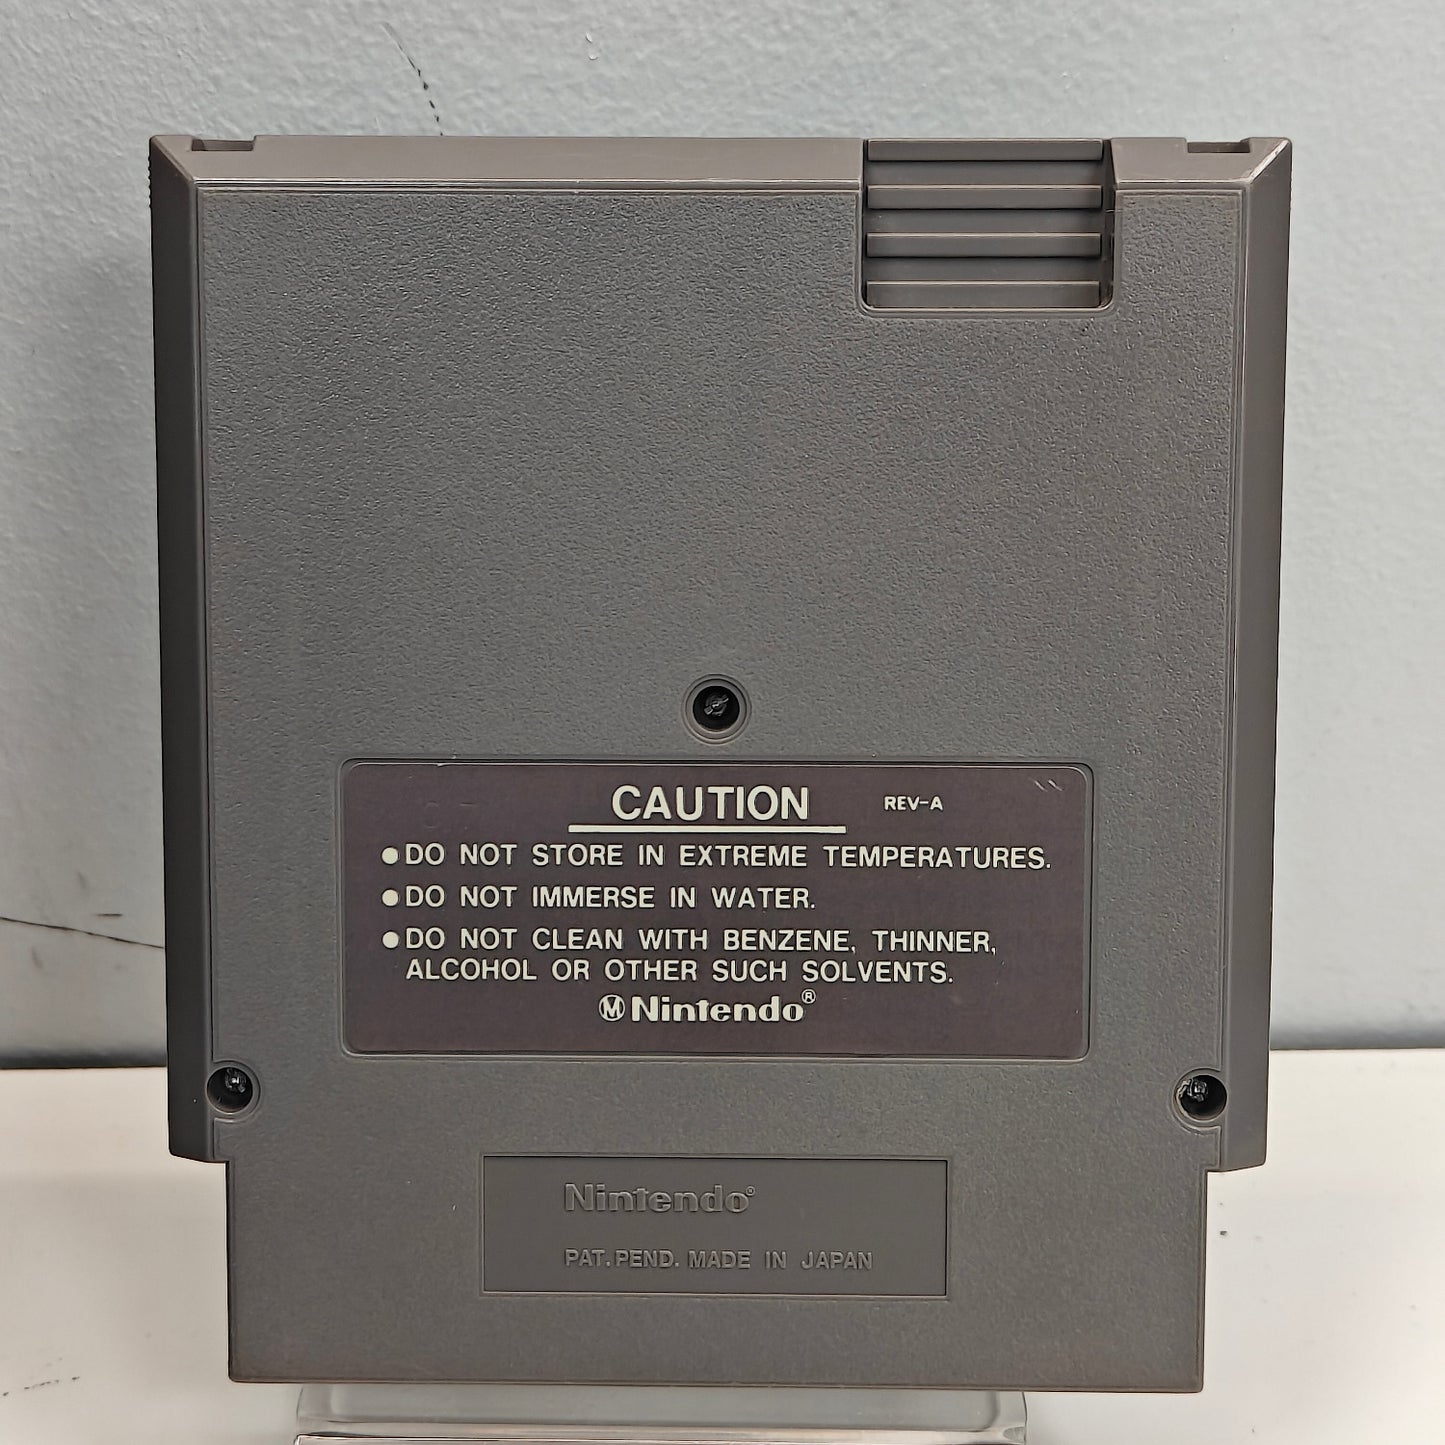 CAUTION REV-A
●DO NOT STORE IN EXTREME TEMPERATURES.
●DO NOT IMMERSE IN WATER.
●DO NOT CLEAN WITH BENZENE, THINNER,
ALCOHOL OR OTHER SUCH SOLVENTS.
Ⓜ Nintendo®
Nintendo®
PAT. PEND. MADE IN JAPAN